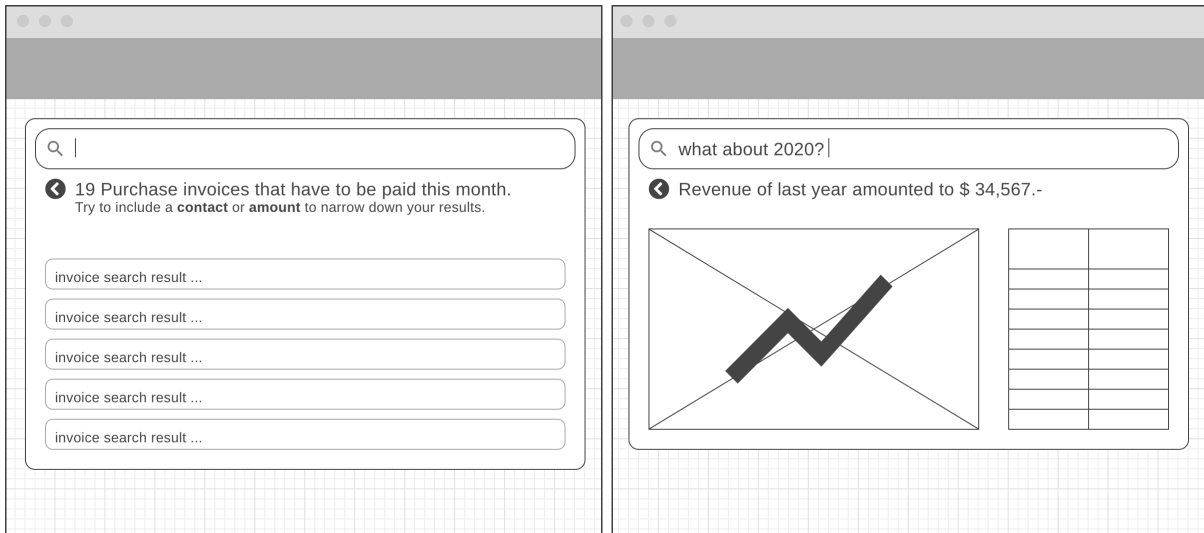 19 Purchase invoices that have to be paid this month.
Try to include a contact or amount to narrow down your results.
invoice search result ...
invoice search result ...
invoice search result ...
invoice search result ...
invoice search result ...
what about 2020?
Revenue of last year amounted to $ 34,567.-